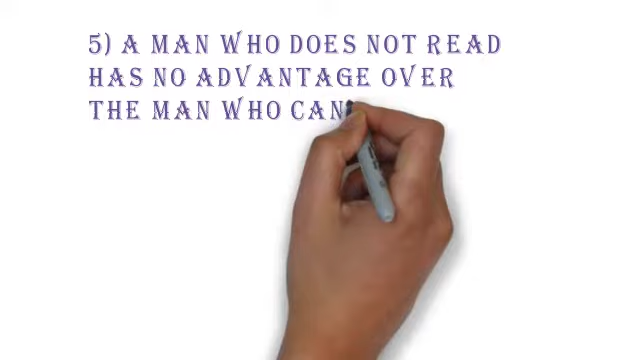 5) A MAN WHO DOES NOT READ
HAS NO ADVANTAGE OVER
THE MAN WHO CAN